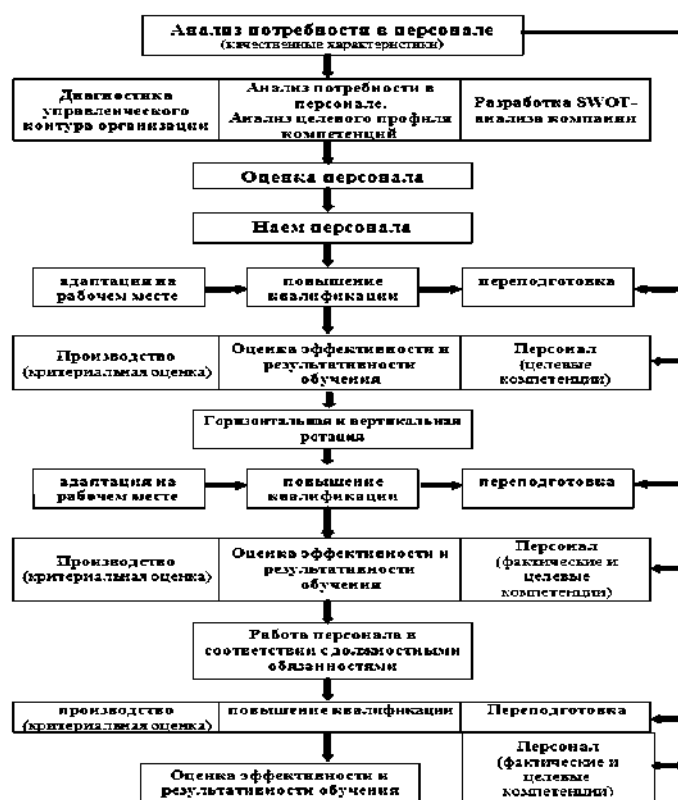 Анализ потребности в персонале
(качественные характеристики)
Диагностика
управленческого
контура организации
Анализ потребности в
персонале.
Анализ целевого профиля
компетенций
Разработка SWOT-
анализа компании
Оценка персонала
Наем персонала
адаптация на
рабочем месте
повышение
квалификации
переподготовка
Производство
(критериальная оценка)
Оценка эффективности и
результативности
обучения
Персонал
(целевые
компетенции)
Горизонтальная и вертикальная
ротация
адаптация на
рабочем месте
повышение
квалификации
переподготовка
Производство
(критериальная оценка)
Оценка эффективности и
результативности
обучения
Персонал
(фактические и
целевые
компетенции)
Работа персонала в
соответствии с должностными
обязанностями
производство
(критериальная оценка)
повышение квалификации
Переподготовка
Оценка эффективности и
результативности обучения
Персонал
(фактические и
целевые
компетенции)